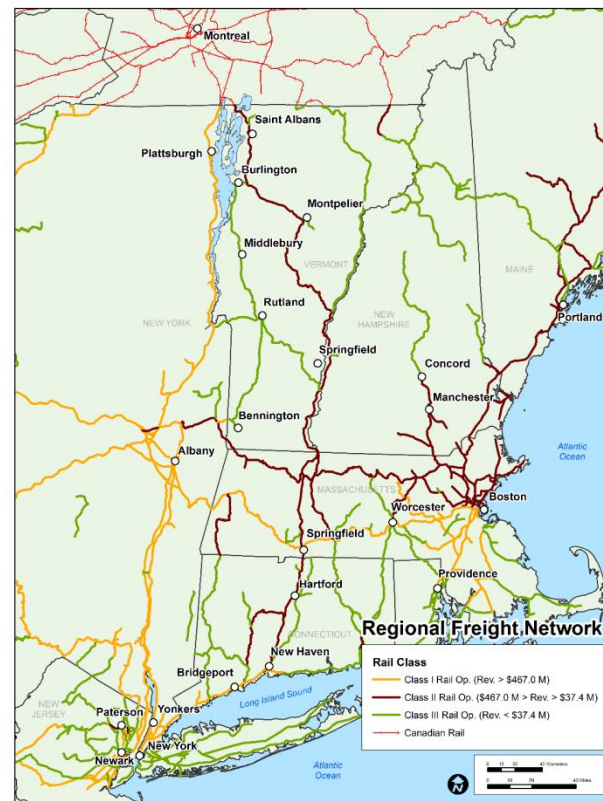 Montreal
Saint Albans
Plattsburgh
Burlington
Montpelier
Middlebury
VERMONT
MAINE
Rutland
NEW YORK
NEW
HAMPSHIRE
Portland
Springfield
Concord
Manchester
Bennington
Albany
Atlantic
Ocean
MASSACHUSETTS
Boston
Worcester
Springfield
Providence
Hartford
Regional Freight Network
CONNECTICUT
New Haven
Bridgeport
Long Island Sound
NEW
JERSEY
Paterson
Yonkers
New York
Newark
Atlantic
Ocean
Rail Class
Class I Rail Op. (Rev. > $467.0 M)
Class II Rail Op. ($467.0 M > Rev. > $37.4 M)
Class III Rail Op. (Rev. < $37.4 M)
Canadian Rail
N